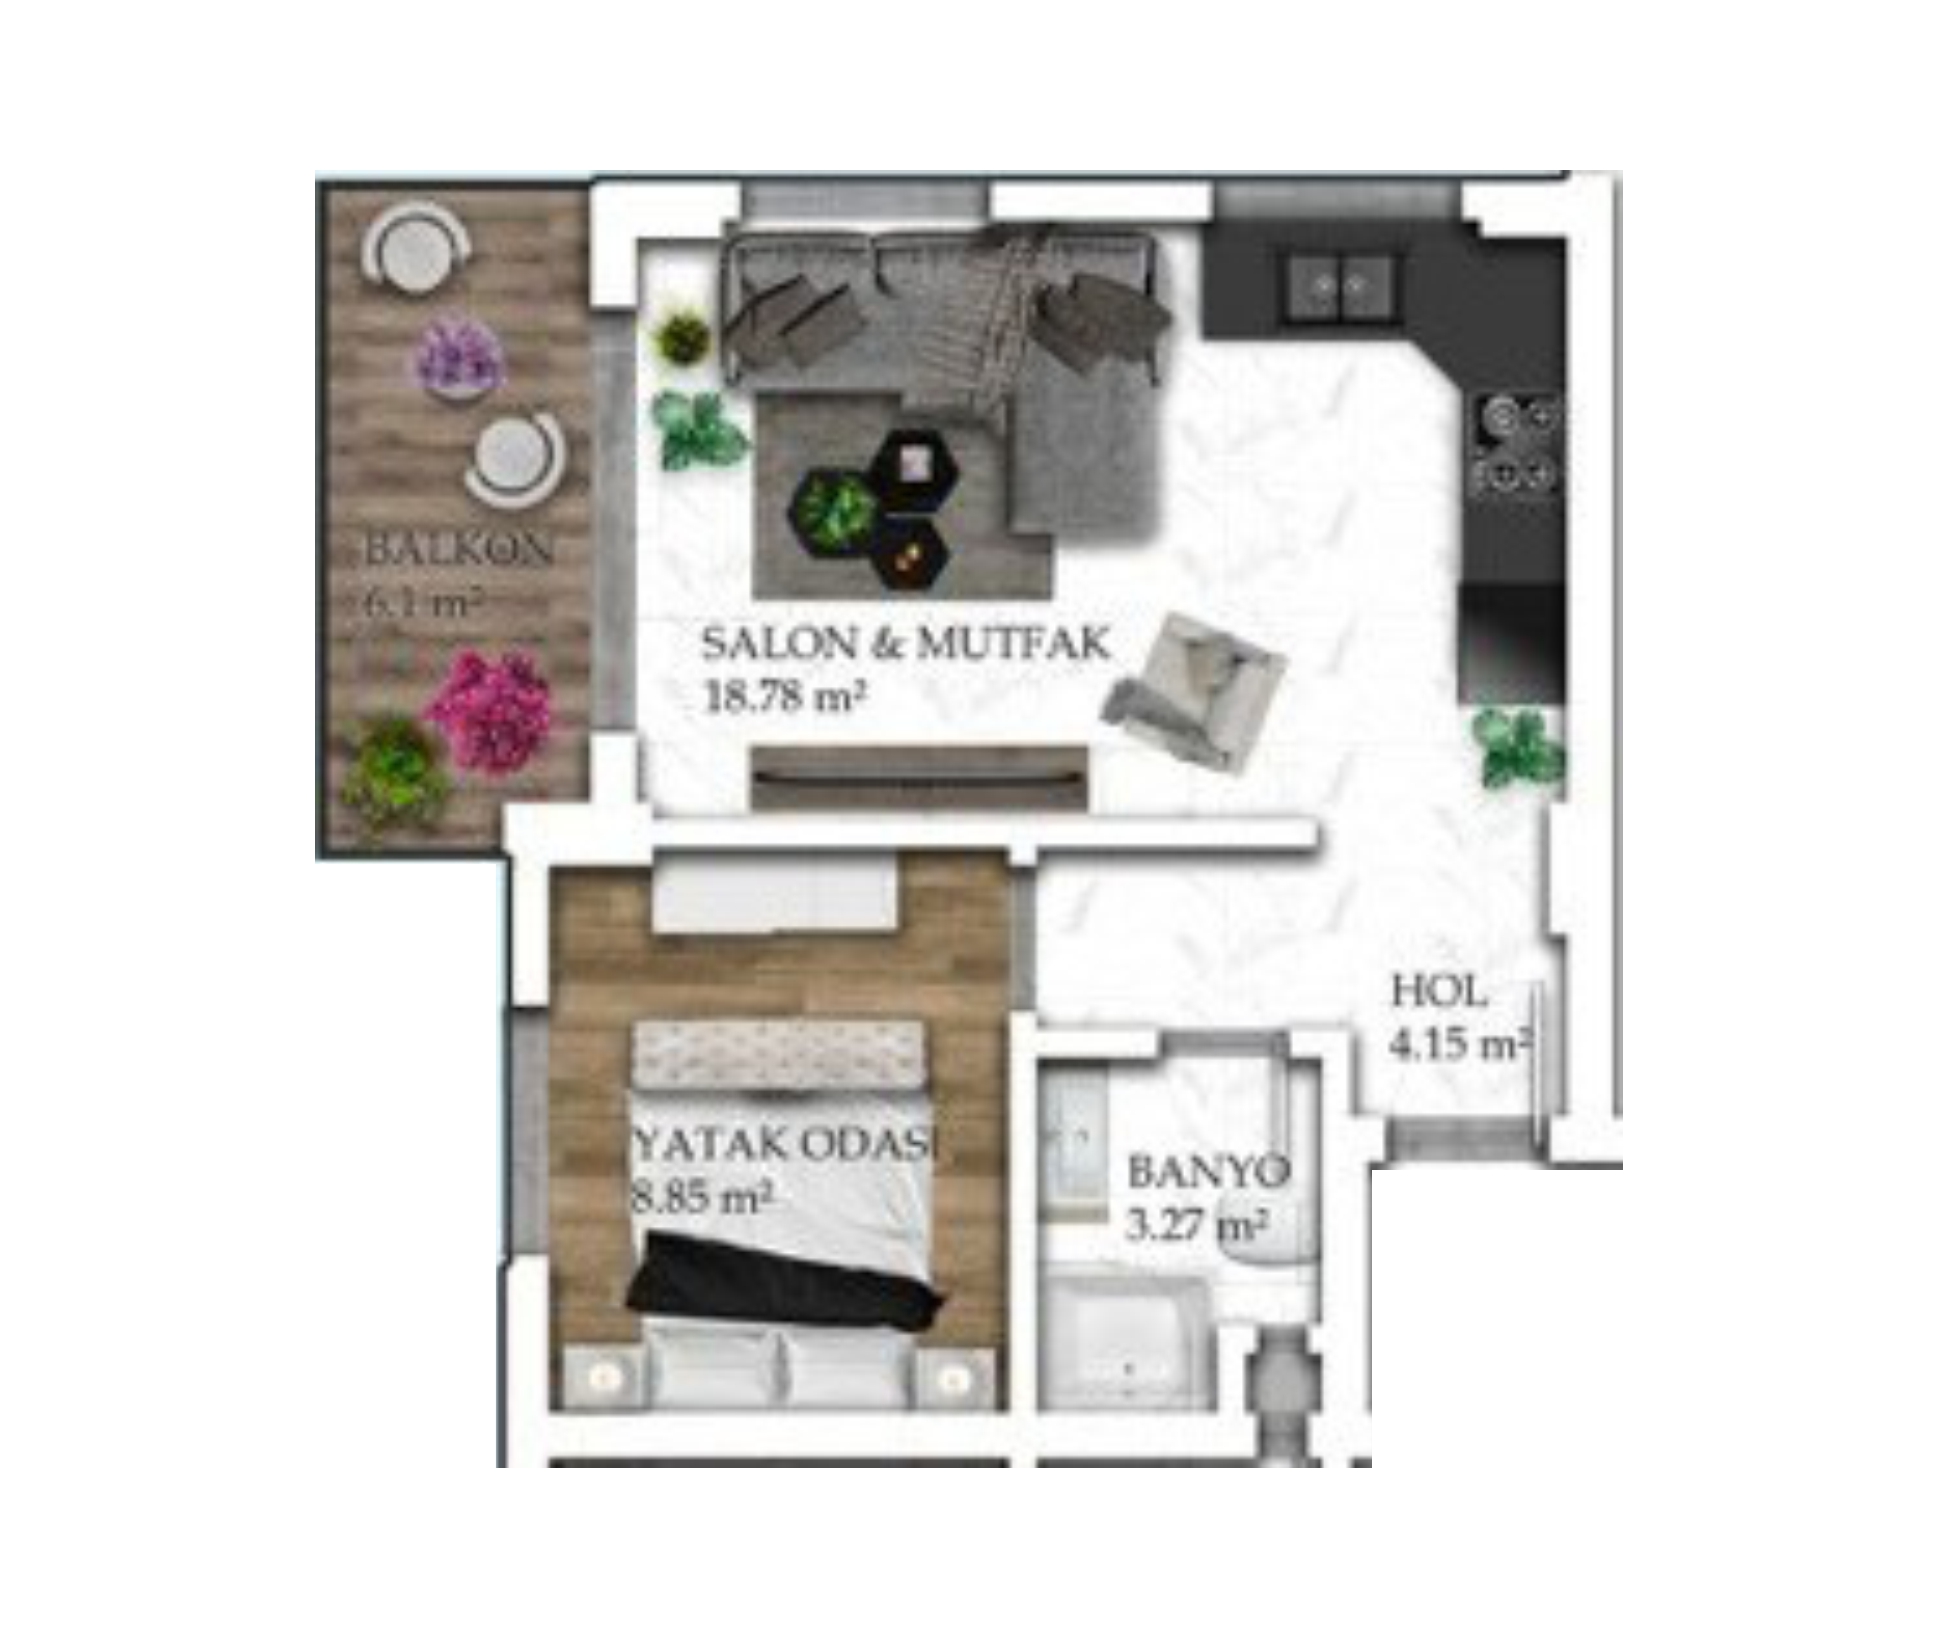 BALKON
6.1 m²
SALON & MUTFAK
18.78 m²
HOL
4.15 m²
YATAK ODASI
8.85 m²
BANYO
3.27 m²